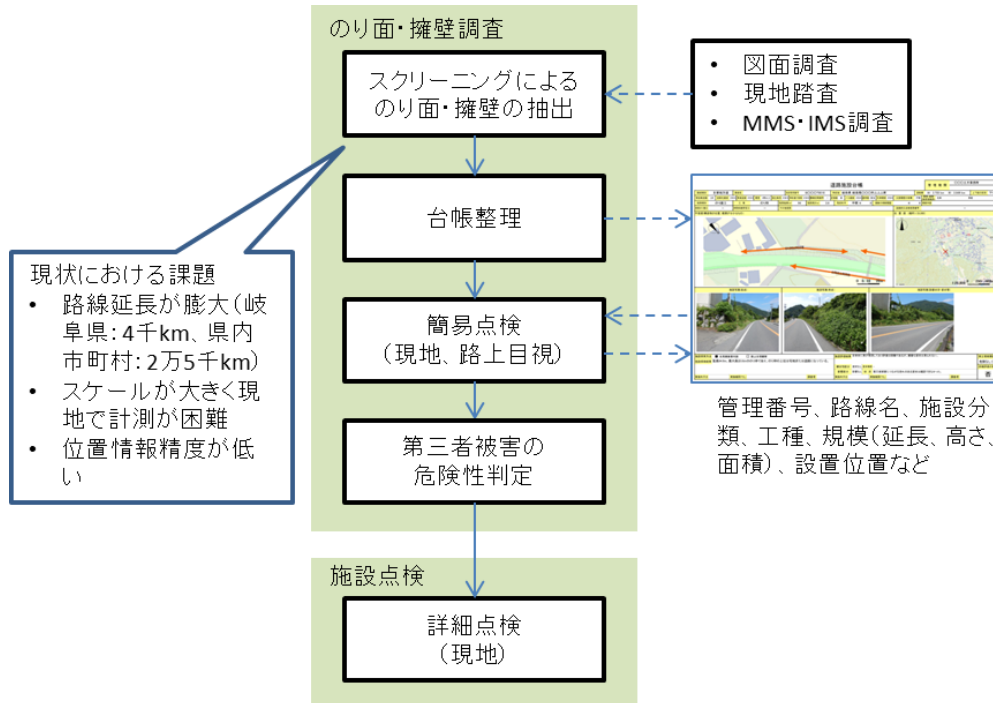 のり面・擁壁調査
スクリーニングによる
のり面・擁壁の抽出
• 図面調査
• 現地踏査
• MMS・IMS調査
台帳整理
道路施設台帳
現状における課題
• 路線延長が膨大(岐
阜県:4千km、県内
市町村:2万5千km)
• スケールが大きく現
地で計測が困難
• 位置情報精度が低
い
簡易点検
(現地、路上目視)
管理番号、路線名、施設分
類、工種、規模(延長、高さ、
面積)、設置位置など
第三者被害の
危険性判定
施設点検
詳細点検
(現地)